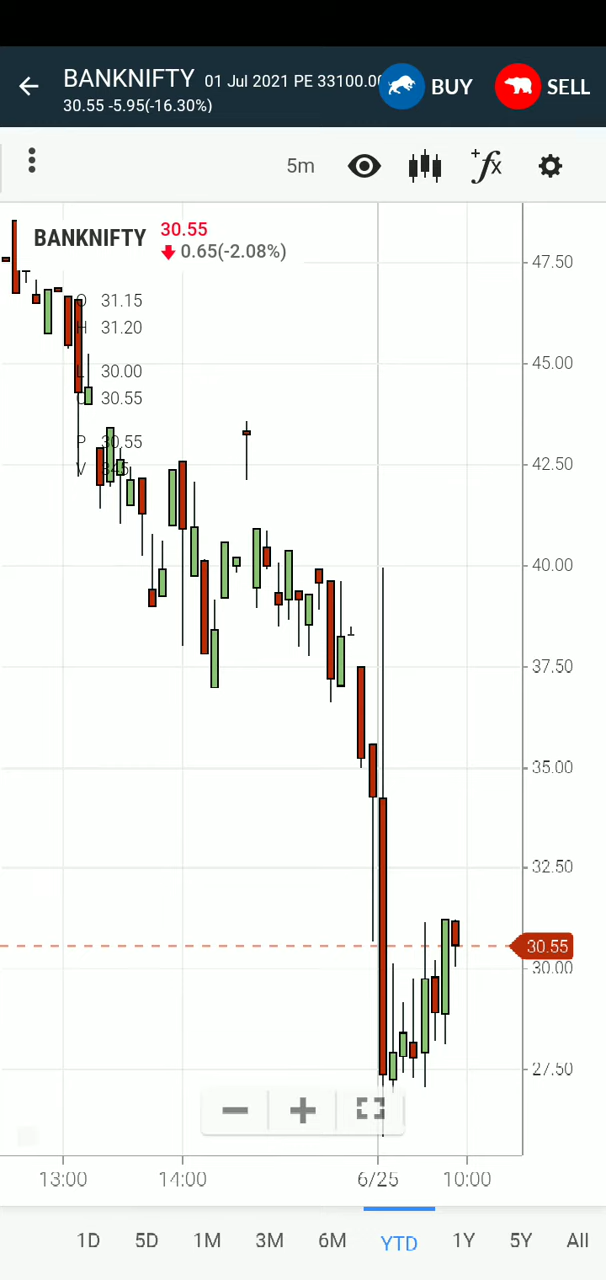 BANKNIFTY 01 Jul 2021 PE 33100.00 BUY SELL
30.55 -5.95(-16.30%)
5m
BANKNIFTY 30.55
0.65(-2.08%)
O 31.15
H 31.20
L 30.00
C 30.55
P 30.55
V
47.50
45.00
42.50
40.00
37.50
35.00
32.50
30.55
30.00
27.50
13:00 14:00 6/25 10:00
1D 5D 1M 3M 6M YTD 1Y 5Y All